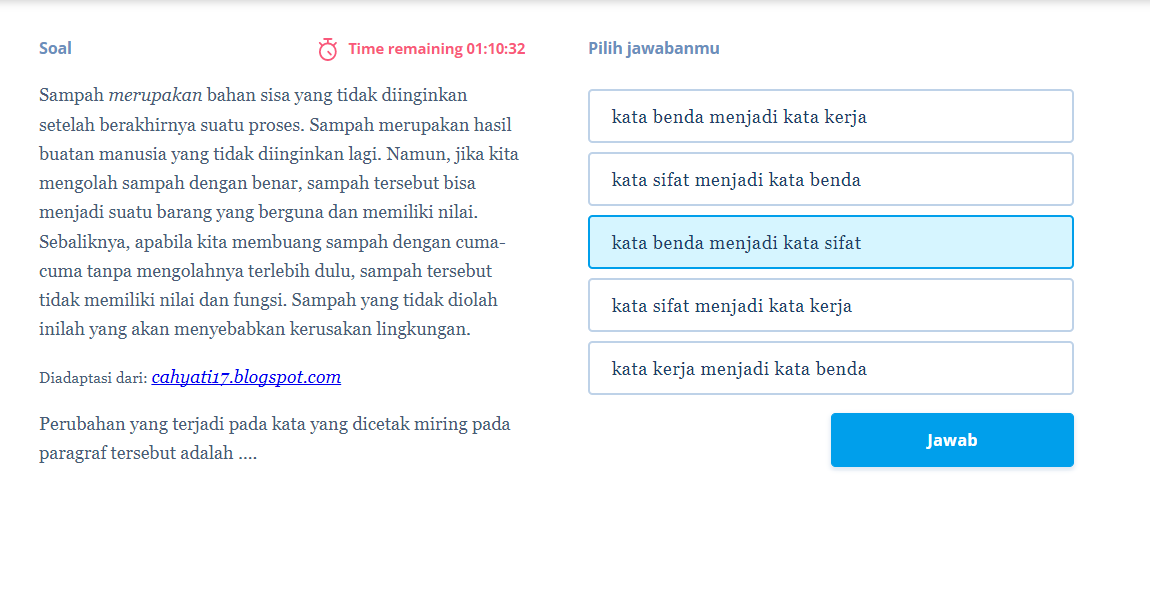 Soal
Time remaining 01:10:32
Sampah merupakan bahan sisa yang tidak diinginkan
setelah berakhirnya suatu proses. Sampah merupakan hasil
buatan manusia yang tidak diinginkan lagi. Namun, jika kita
mengolah sampah dengan benar, sampah tersebut bisa
menjadi suatu barang yang berguna dan memiliki nilai.
Sebaliknya, apabila kita membuang sampah dengan cuma-
cuma tanpa mengolahnya terlebih dulu, sampah tersebut
tidak memiliki nilai dan fungsi. Sampah yang tidak diolah
inilah yang akan menyebabkan kerusakan lingkungan.
Diadaptasi dari: cahyati17.blogspot.com
Perubahan yang terjadi pada kata yang dicetak miring pada
paragraf tersebut adalah ....
Pilih jawabanmu
kata benda menjadi kata kerja
kata sifat menjadi kata benda
kata benda menjadi kata sifat
kata sifat menjadi kata kerja
kata kerja menjadi kata benda
Jawab